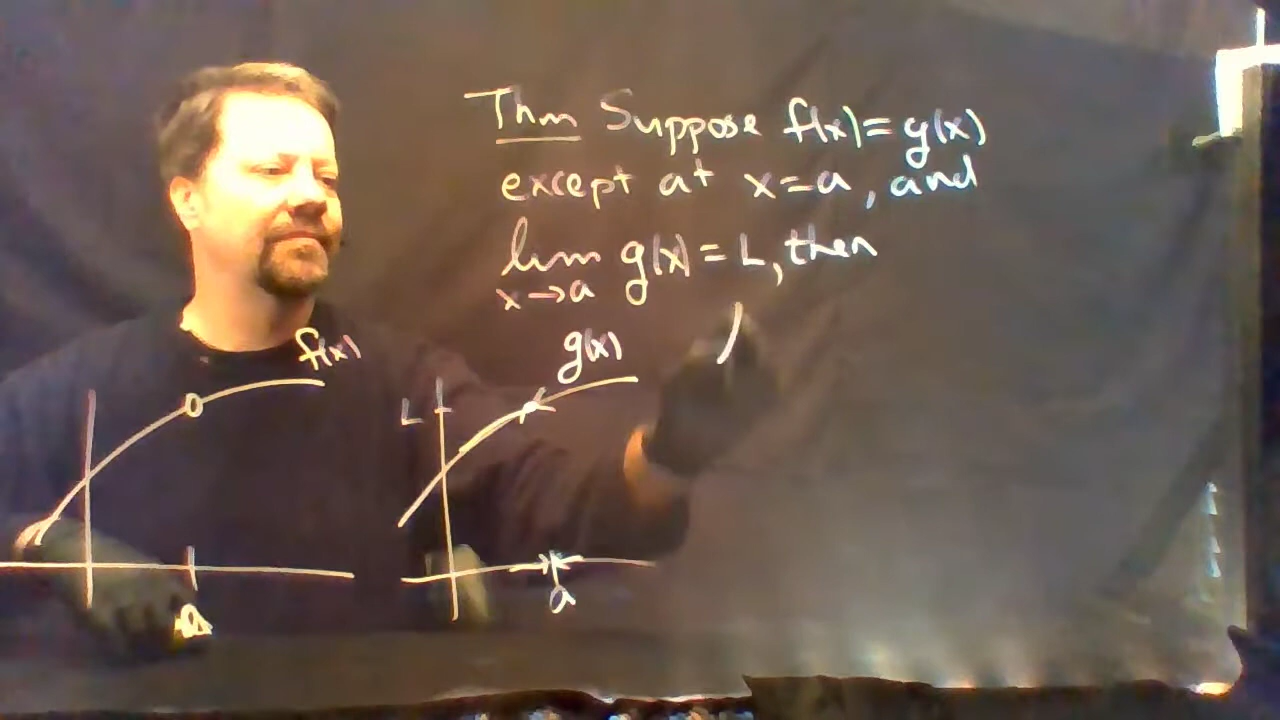 Thm Suppose f(x)=g(x)
except at x=a, and
lim g(x)=L, then
x→a
f(x)
g(x)
L
a
a